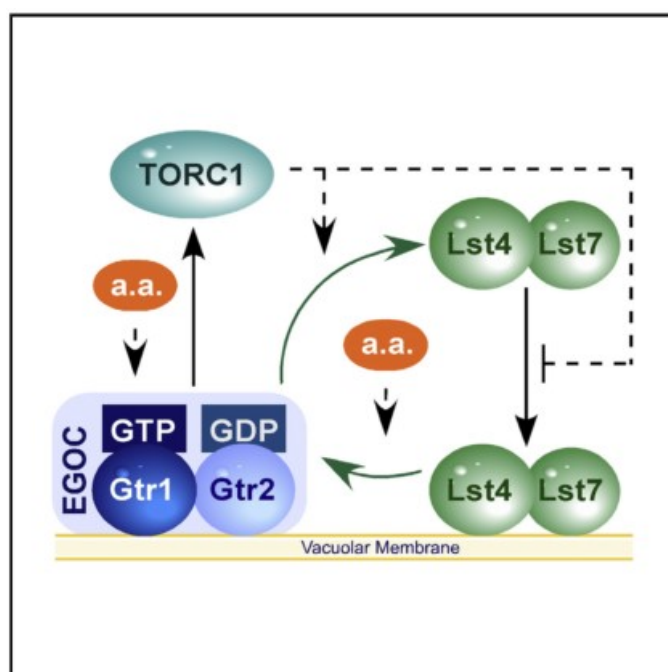 TORC1
Lst4 Lst7
a.a.
a.a.
EGOC
GTP GDP
Gtr1 Gtr2
Lst4 Lst7
Vacuolar Membrane